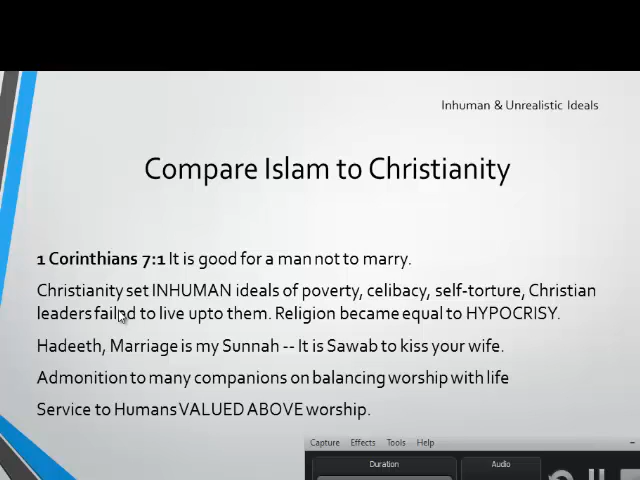 Inhuman & Unrealistic Ideals
Compare Islam to Christianity
1 Corinthians 7:1 It is good for a man not to marry.
Christianity set INHUMAN ideals of poverty, celibacy, self-torture, Christian
leaders failed to live upto them. Religion became equal to HYPOCRISY.
Hadeeth, Marriage is my Sunnah -- It is Sawab to kiss your wife.
Admonition to many companions on balancing worship with life
Service to Humans VALUED ABOVE worship.
Capture Effects Tools Help
Duration Audio